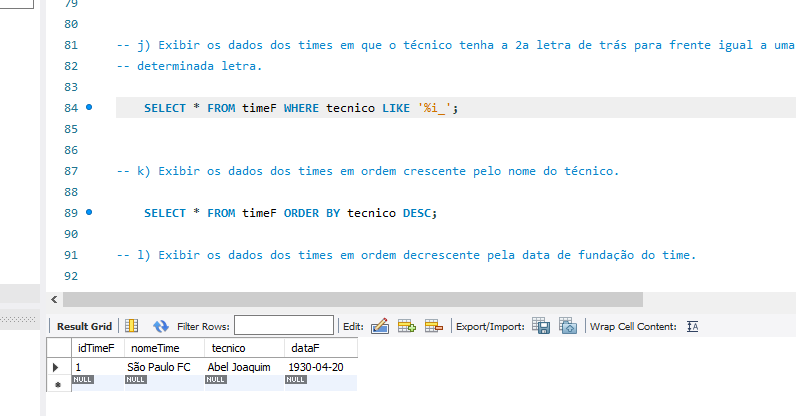 79
80
81 -- j) Exibir os dados dos times em que o técnico tenha a 2a letra de trás para frente igual a uma
82 -- determinada letra.
83
84 SELECT * FROM timeF WHERE tecnico LIKE '%i_';
85
86
87 -- k) Exibir os dados dos times em ordem crescente pelo nome do técnico.
88
89 SELECT * FROM timeF ORDER BY tecnico DESC;
90
91 -- l) Exibir os dados dos times em ordem decrescente pela data de fundação do time.
92
Result Grid Filter Rows: Edit: Export/Import: Wrap Cell Content: IA
idTimeF nomeTime tecnico dataF
1 São Paulo FC Abel Joaquim 1930-04-20
NULL NULL NULL NULL